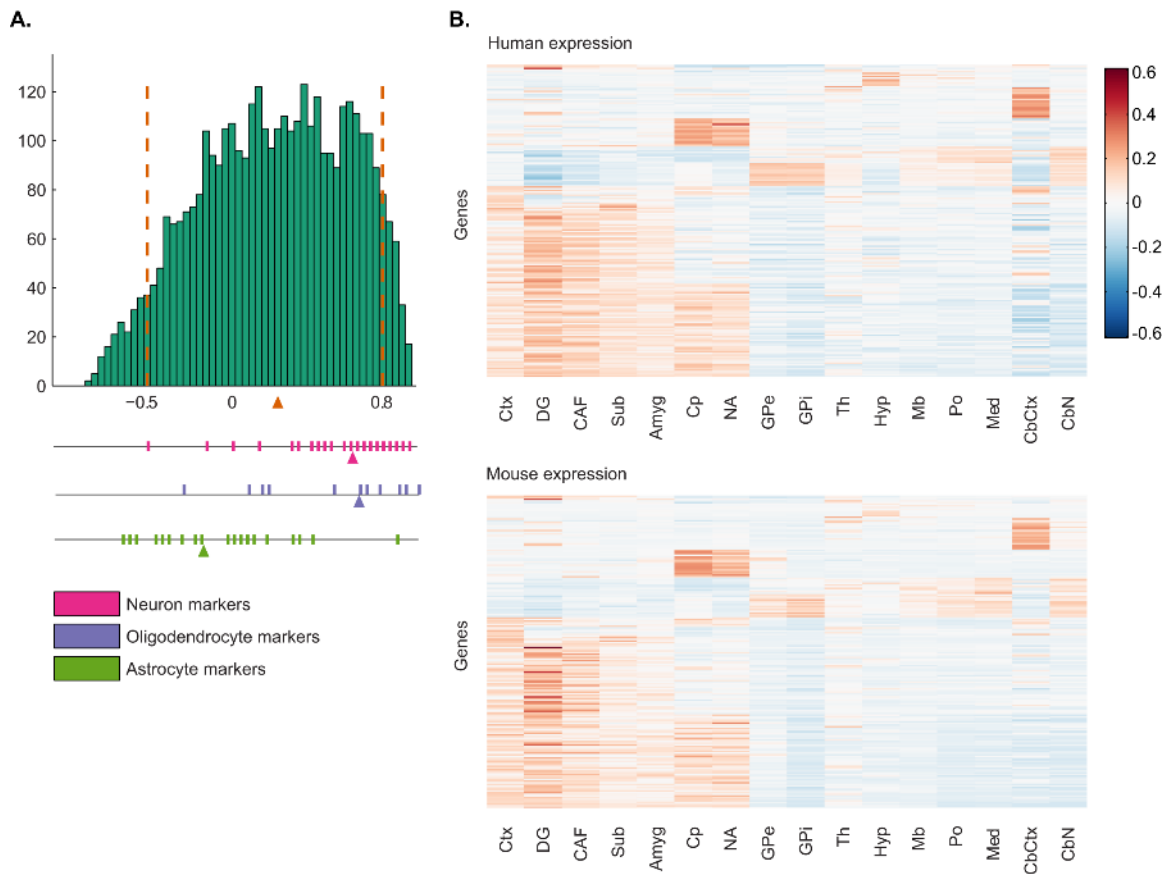 A.
120
100
80
60
40
20
0
−0.5 0 0.8
Neuron markers
Oligodendrocyte markers
Astrocyte markers
B.
Human expression
Genes
Ctx DG CAF Sub Amyg Cp NA GPe GPi Th Hyp Mb Po Med CbCtx CbN
0.6
0.4
0.2
0
-0.2
-0.4
-0.6
Mouse expression
Genes
Ctx DG CAF Sub Amyg Cp NA GPe GPi Th Hyp Mb Po Med CbCtx CbN